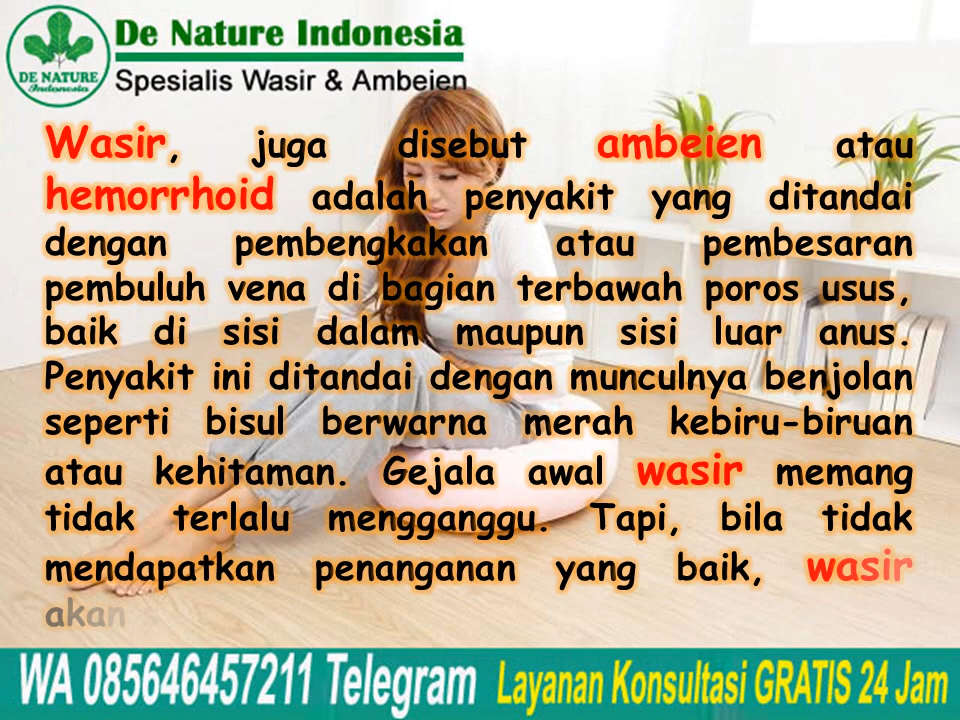 De Nature Indonesia
DE NATURE
Indonesia
Spesialis Wasir & Ambeien
Wasir, juga disebut ambeien atau
hemorrhoid adalah penyakit yang ditandai
dengan pembengkakan atau pembesaran
pembuluh vena di bagian terbawah poros usus,
baik di sisi dalam maupun sisi luar anus.
Penyakit ini ditandai dengan munculnya benjolan
seperti bisul berwarna merah kebiru-biruan
atau kehitaman. Gejala awal wasir memang
tidak terlalu mengganggu. Tapi, bila tidak
mendapatkan penanganan yang baik, wasir
akan
WA 085646457211 Telegram Layanan Konsultasi GRATIS 24 Jam